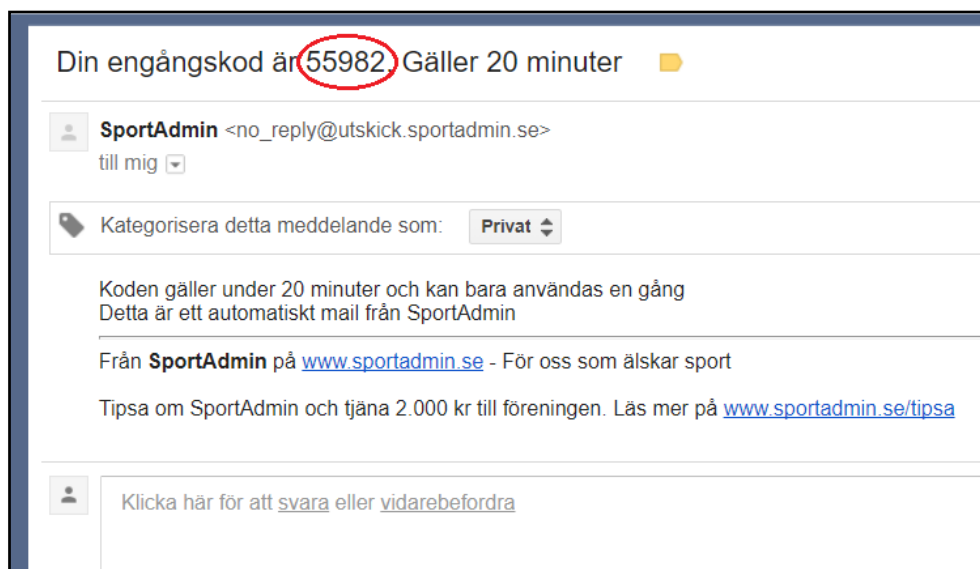 Din engångskod är 55982, Gäller 20 minuter
SportAdmin <no_reply@utskick.sportadmin.se>
till mig
Kategorisera detta meddelande som: Privat
Koden gäller under 20 minuter och kan bara användas en gång
Detta är ett automatiskt mail från SportAdmin
Från SportAdmin på www.sportadmin.se - För oss som älskar sport
Tipsa om SportAdmin och tjäna 2.000 kr till föreningen. Läs mer på www.sportadmin.se/tipsa
Klicka här för att svara eller vidarebefordra